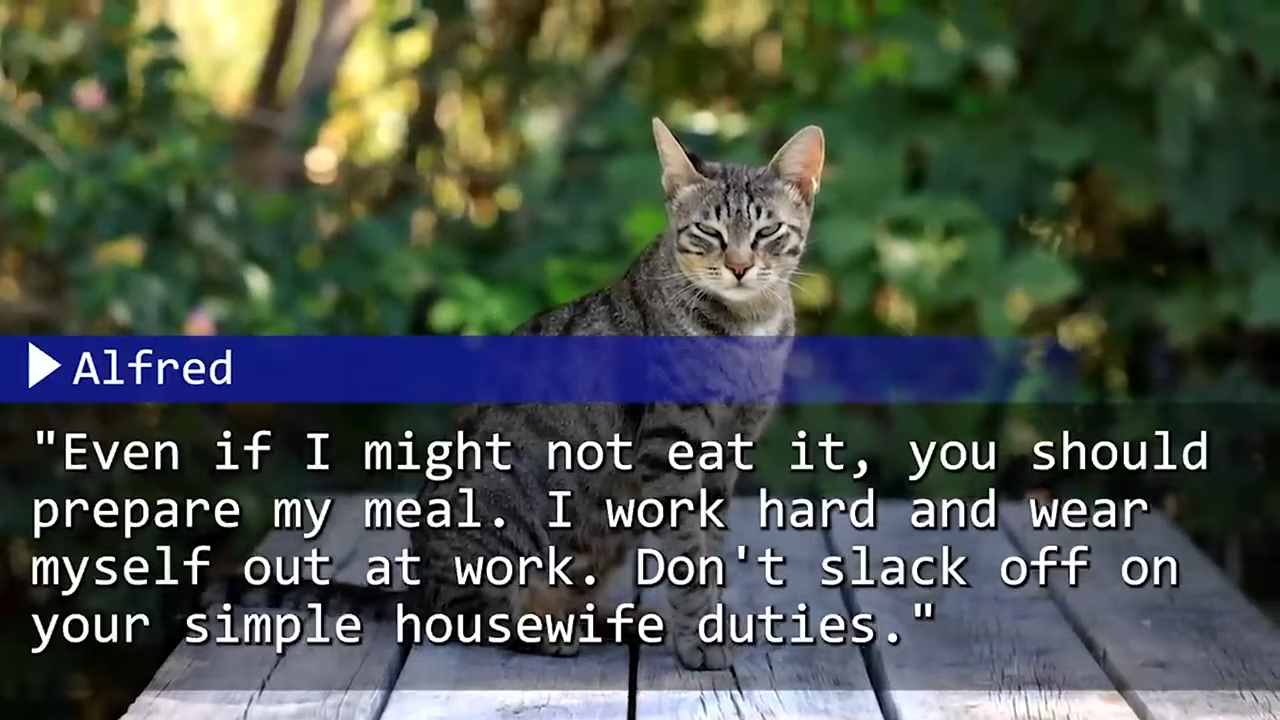 Alfred
"Even if I might not eat it, you should
prepare my meal. I work hard and wear
myself out at work. Don't slack off on
your simple housewife duties."